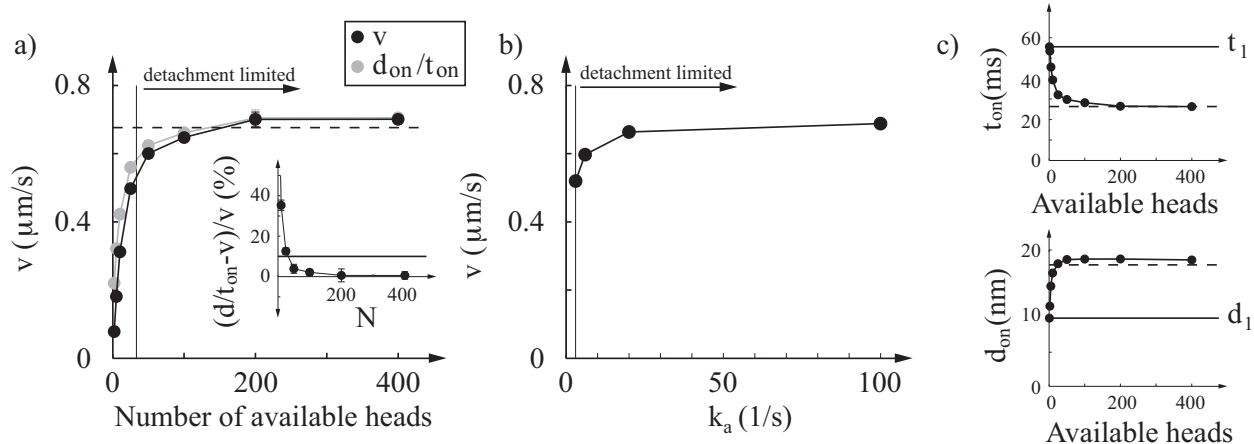 a)
v
d_on/t_on
detachment limited
0.8
0.4
0
v (μm/s)
0
200
400
Number of available heads
(d/t_on-v)/v (%)
40
20
10
0
200
400
N
b)
detachment limited
0.8
0.4
0
v (μm/s)
0
50
100
k_a (1/s)
c)
t_on(ms)
60
40
20
0
t_1
0
200
400
Available heads
d_on(nm)
20
10
0
d_1
0
200
400
Available heads